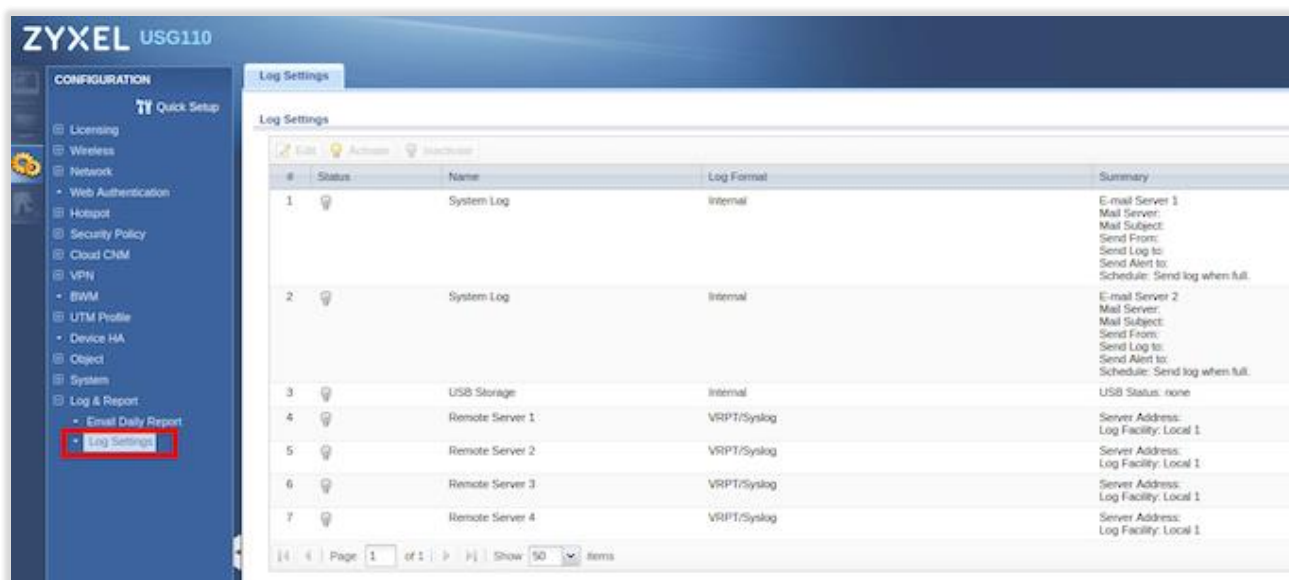 ZYXEL USG110
CONFIGURATION
Quick Setup
Licensing
Wireless
Network
Web Authentication
Hotspot
Security Policy
Cloud CNM
VPN
BWM
UTM Profile
Device HA
Object
System
Log & Report
Email Daily Report
Log Settings
Log Settings
Log Settings
Edit Activate Inactivate
# Status Name Log Format Summary
1 System Log Internal E-mail Server 1
Mail Server:
Mail Subject:
Send From:
Send Log to:
Send Alert to:
Schedule: Send log when full.
2 System Log Internal E-mail Server 2
Mail Server:
Mail Subject:
Send From:
Send Log to:
Send Alert to:
Schedule: Send log when full.
3 USB Storage Internal USB Status: none
4 Remote Server 1 VRPT/Syslog Server Address:
Log Facility: Local 1
5 Remote Server 2 VRPT/Syslog Server Address:
Log Facility: Local 1
6 Remote Server 3 VRPT/Syslog Server Address:
Log Facility: Local 1
7 Remote Server 4 VRPT/Syslog Server Address:
Log Facility: Local 1
Page 1 of 1 Show 50 items